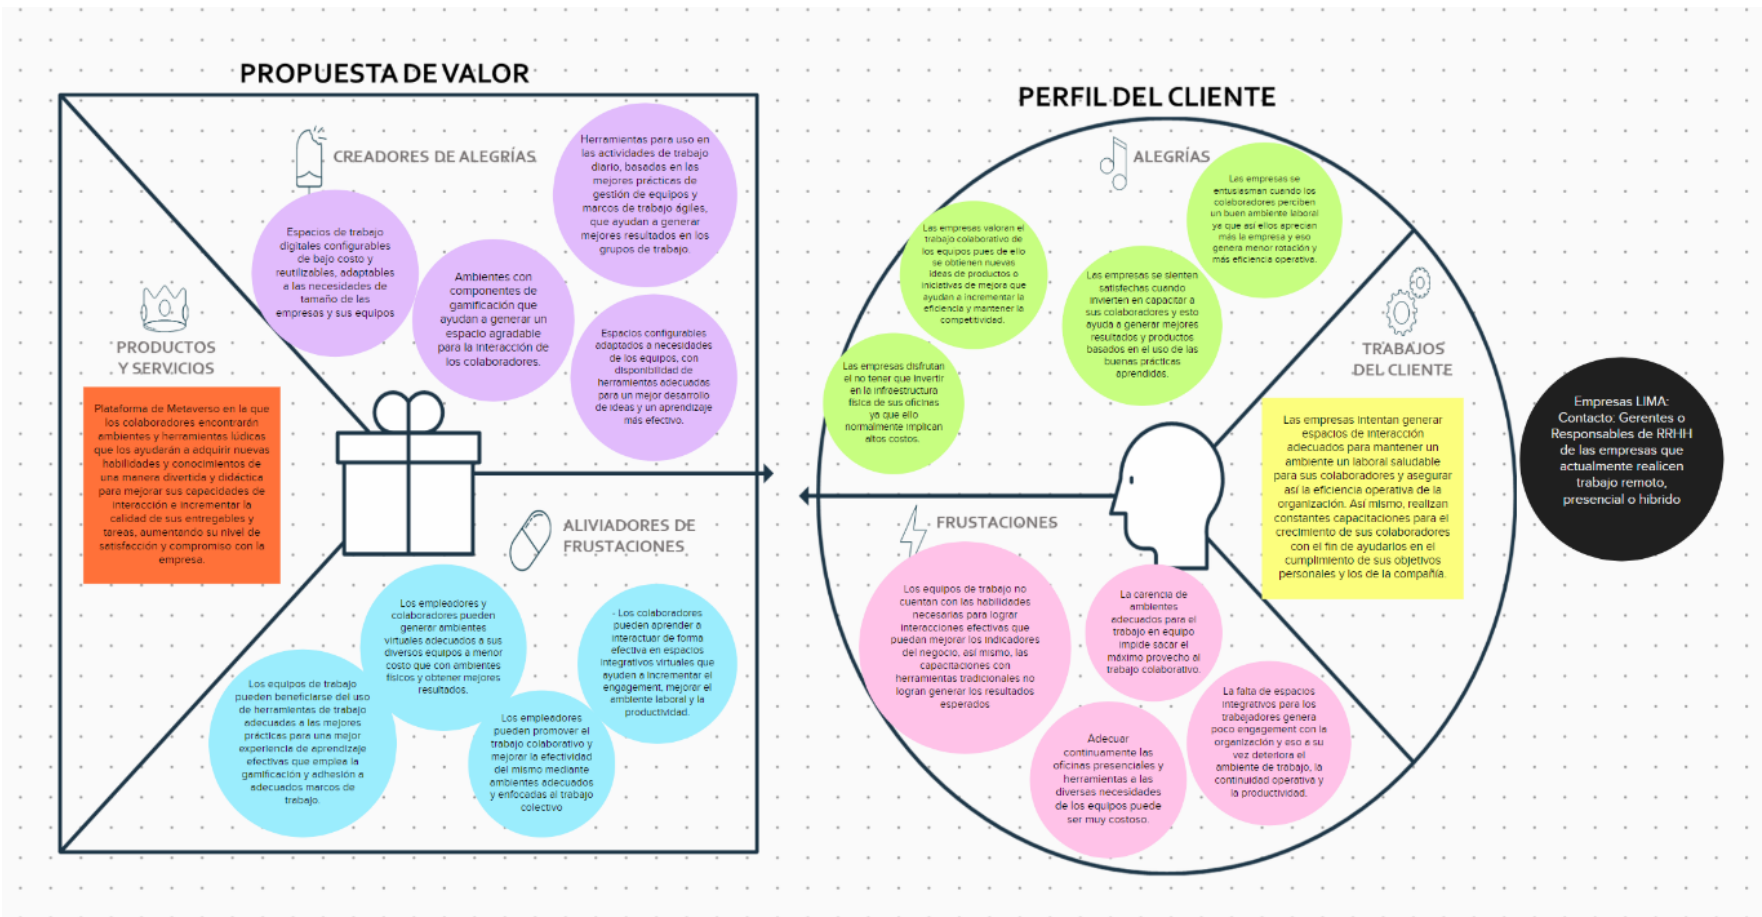 PROPUESTA DE VALOR
CREADORES DE ALEGRÍAS
Herramientas para uso en
las actividades de trabajo
diario, basadas en las
mejores prácticas de
gestión de equipos y
marcos de trabajo ágiles,
que ayudan a generar
mejores resultados en los
grupos de trabajo.
Espacios de trabajo
digitales configurables
de bajo costo y
reutilizables, adaptables
a las necesidades de
tamaño de las
empresas y sus equipos
Ambientes con
componentes de
gamificación que
ayudan a generar un
espacio agradable
para la interacción de
los colaboradores.
Espacios configurables
adaptados a necesidades
de los equipos, con
disponibilidad de
herramientas adecuadas
para un mejor desarrollo
de ideas y un aprendizaje
más efectivo.
PRODUCTOS
Y SERVICIOS
Plataforma de Metaverso en la que
los colaboradores encontrarán
ambientes y herramientas lúdicas
que los ayudarán a adquirir nuevas
habilidades y conocimientos de
una manera divertida y didáctica
para mejorar sus capacidades de
interacción e incrementar la
calidad de sus entregables y
tareas, aumentando su nivel de
satisfacción y compromiso con la
empresa.
ALIVIADORES DE
FRUSTACIONES
Los empleadores y
colaboradores pueden
generar ambientes
virtuales adecuados a sus
diversos equipos a menor
costo que con ambientes
físicos y obtener mejores
resultados.
- Los colaboradores
pueden aprender a
interactuar de forma
efectiva en espacios
integrativos virtuales que
ayuden a incrementar el
engagement, mejorar el
ambiente laboral y la
productividad.
Los equipos de trabajo
pueden beneficiarse del uso
de herramientas de trabajo
adecuadas a las mejores
prácticas para una mejor
experiencia de aprendizaje
efectivas que emplea la
gamificación y adhesión a
adecuados marcos de
trabajo.
Los empleadores
pueden promover el
trabajo colaborativo y
mejorar la efectividad
del mismo mediante
ambientes adecuados
y enfocadas al trabajo
colectivo
PERFIL DEL CLIENTE
ALEGRÍAS
Las empresas se
entusiasman cuando los
colaboradores perciben
un buen ambiente laboral
ya que así ellos aprecian
más la empresa y eso
genera menor rotación y
más eficiencia operativa.
Las empresas valoran el
trabajo colaborativo de
los equipos pues de ello
se obtienen nuevas
ideas de productos o
iniciativas de mejora que
ayudan a incrementar la
eficiencia y mantener la
competitividad.
Las empresas se sienten
satisfechas cuando
invierten en capacitar a
sus colaboradores y esto
ayuda a generar mejores
resultados y productos
basados en el uso de las
buenas prácticas
aprendidas.
Las empresas disfrutan
el no tener que invertir
en la infraestructura
física de sus oficinas
ya que ello
normalmente implican
altos costos.
TRABAJOS
DEL CLIENTE
Las empresas intentan generar
espacios de interacción
adecuados para mantener un
ambiente un laboral saludable
para sus colaboradores y asegurar
así la eficiencia operativa de la
organización. Así mismo, realizan
constantes capacitaciones para el
crecimiento de sus colaboradores
con el fin de ayudarlos en el
cumplimiento de sus objetivos
personales y los de la compañía.
Empresas LIMA:
Contacto: Gerentes o
Responsables de RRHH
de las empresas que
actualmente realicen
trabajo remoto,
presencial o híbrido
FRUSTACIONES
Los equipos de trabajo no
cuentan con las habilidades
necesarias para lograr
interacciones efectivas que
puedan mejorar los indicadores
del negocio, así mismo, las
capacitaciones con
herramientas tradicionales no
logran generar los resultados
esperados
La carencia de
ambientes
adecuados para el
trabajo en equipo
impide sacar el
máximo provecho al
trabajo colaborativo.
La falta de espacios
integrativos para los
trabajadores genera
poco engagement con la
organización y eso a su
vez deteriora el
ambiente de trabajo, la
continuidad operativa y
la productividad.
Adecuar
continuamente las
oficinas presenciales y
herramientas a las
diversas necesidades
de los equipos puede
ser muy costoso.